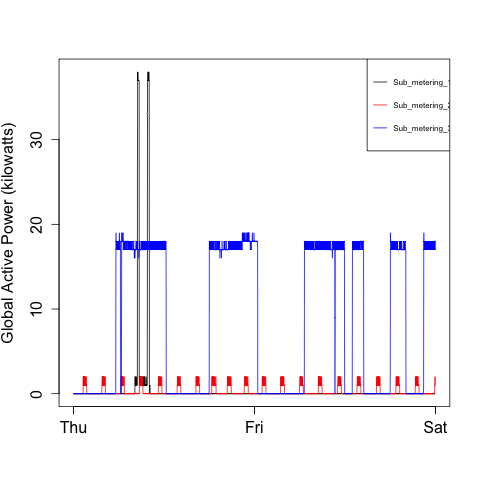 Global Active Power (kilowatts)
30
20
10
0
Thu
Fri
Sat
Sub_metering_1
Sub_metering_2
Sub_metering_3